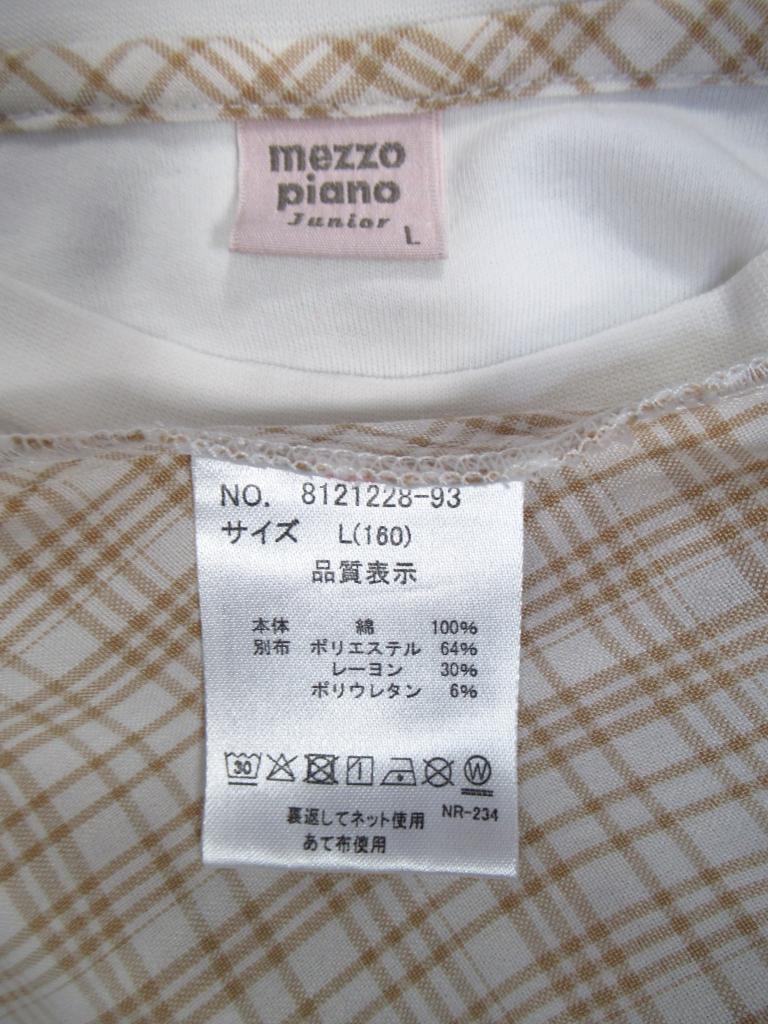 mezzo
piano
Junior
L
NO. 8121228-93
サイズ L(160)
品質表示
本体 綿 100%
別布 ポリエステル 64%
レーヨン 30%
ポリウレタン 6%
30 W
裏返してネット使用 NR-234
あて布使用